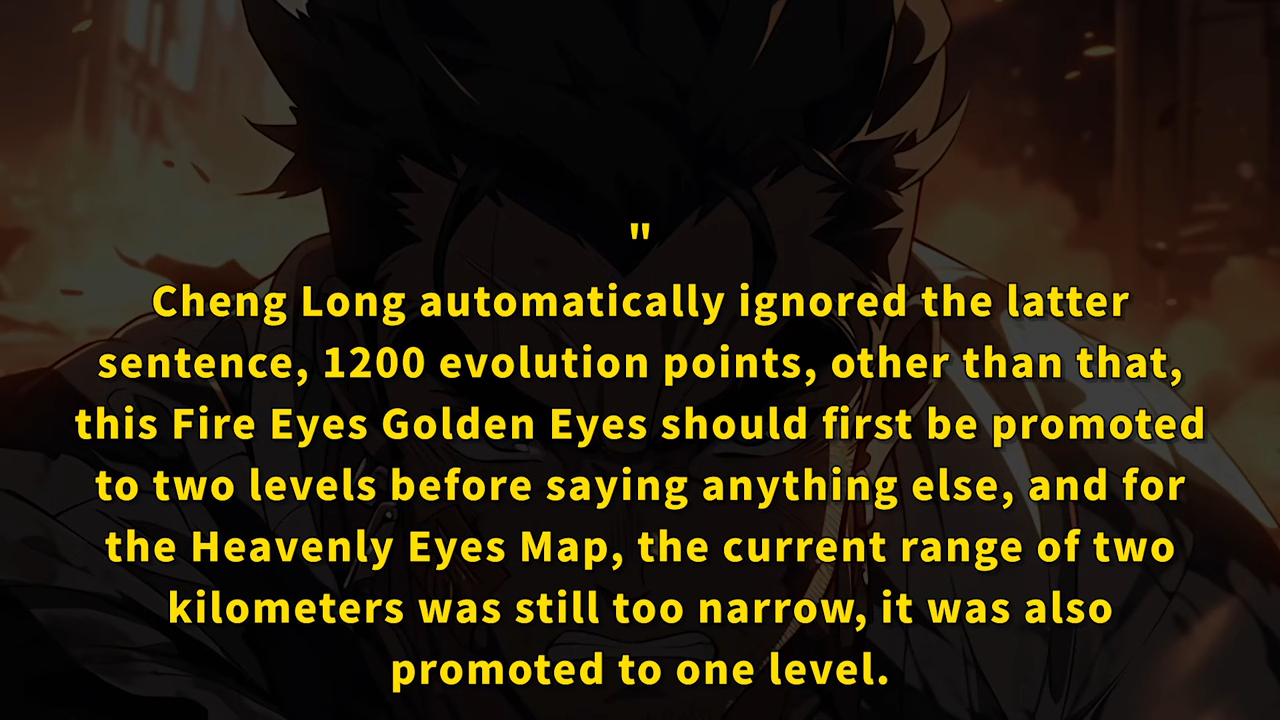 "
Cheng Long automatically ignored the latter
sentence, 1200 evolution points, other than that,
this Fire Eyes Golden Eyes should first be promoted
to two levels before saying anything else, and for
the Heavenly Eyes Map, the current range of two
kilometers was still too narrow, it was also
promoted to one level.